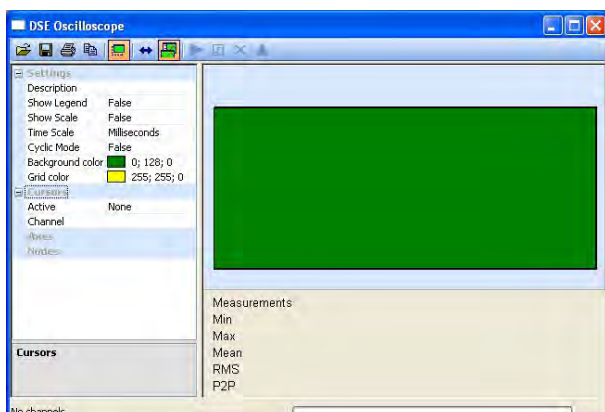 DSE Oscilloscope
Settings
Description
Show Legend False
Show Scale False
Time Scale Milliseconds
Cyclic Mode False
Background color 0; 128; 0
Grid color 255; 255; 0
Cursors
Active None
Channel
Axes
Nodes
Cursors
Measurements
Min
Max
Mean
RMS
P2P
No channels